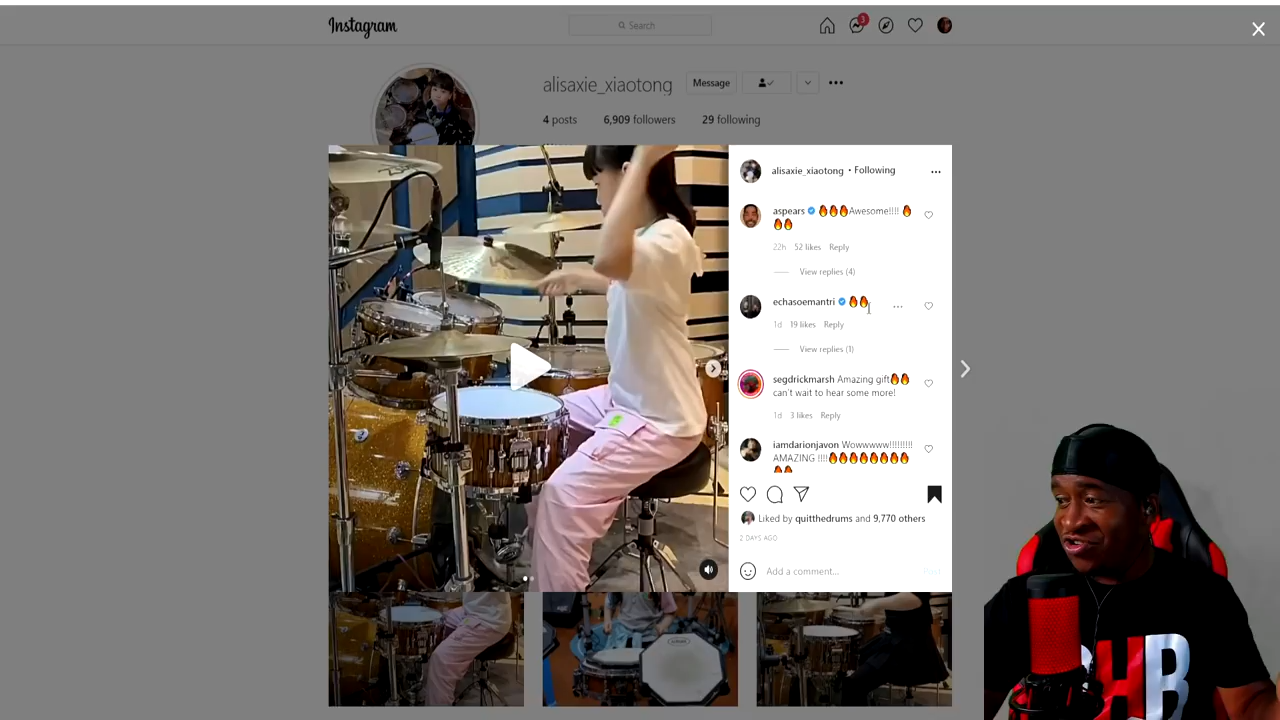 Instagram
Search
3
alisaxie_xiaotong
Message
4 posts
6,909 followers
29 following
alisaxie_xiaotong • Following
aspears 🔥🔥🔥Awesome!!!! 🔥
🔥🔥
22h 52 likes Reply
View replies (4)
echasoemantri 🔥🔥
1d 19 likes Reply
View replies (1)
segdrickmarsh Amazing gift🔥🔥
can't wait to hear some more!
1d 3 likes Reply
iamdarionjavon Wowwwww!!!!!!!!!
AMAZING !!!!🔥🔥🔥🔥🔥🔥🔥🔥
🔥🔥
Liked by quitthedrums and 9,770 others
2 DAYS AGO
Add a comment...
Post
HB